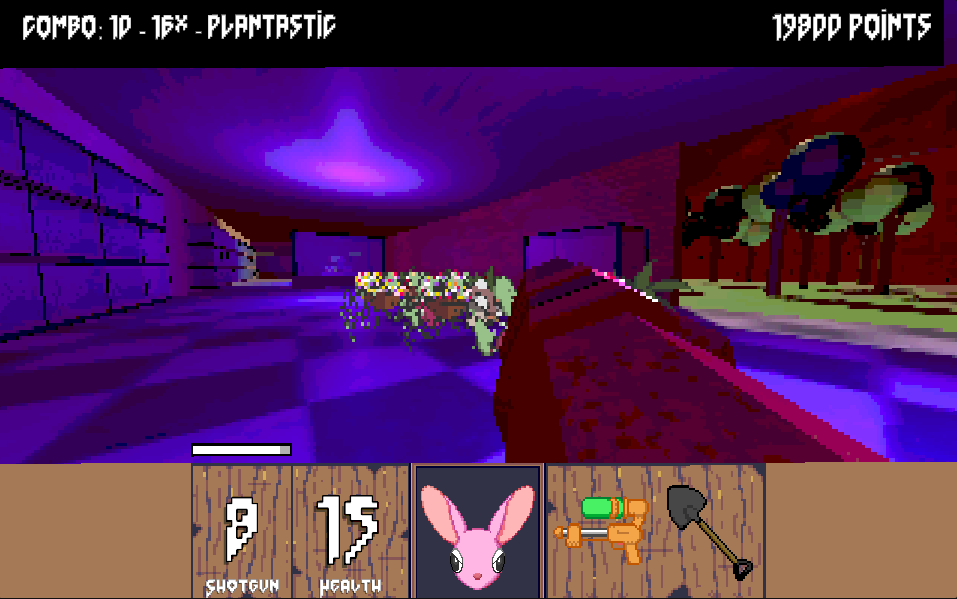 COMBO: 10 - 16X - PLANTASTIC
19800 POINTS
8
SHOTGUN
15
HEALTH